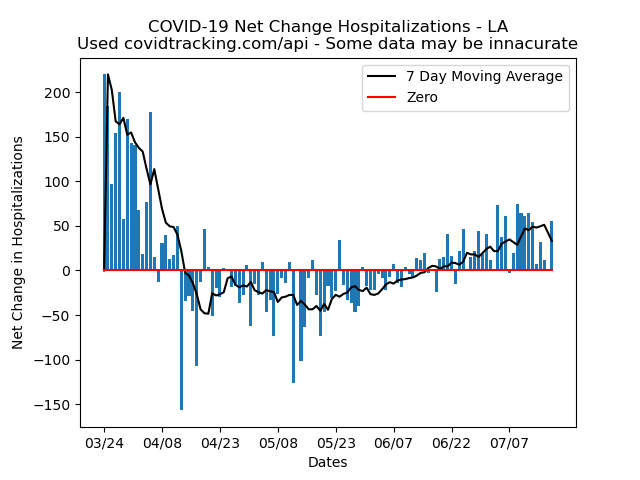 COVID-19 Net Change Hospitalizations - LA
Used covidtracking.com/api - Some data may be innacurate
7 Day Moving Average
Zero
Net Change in Hospitalizations
200
150
100
50
0
−50
−100
−150
03/24 04/08 04/23 05/08 05/23 06/07 06/22 07/07
Dates